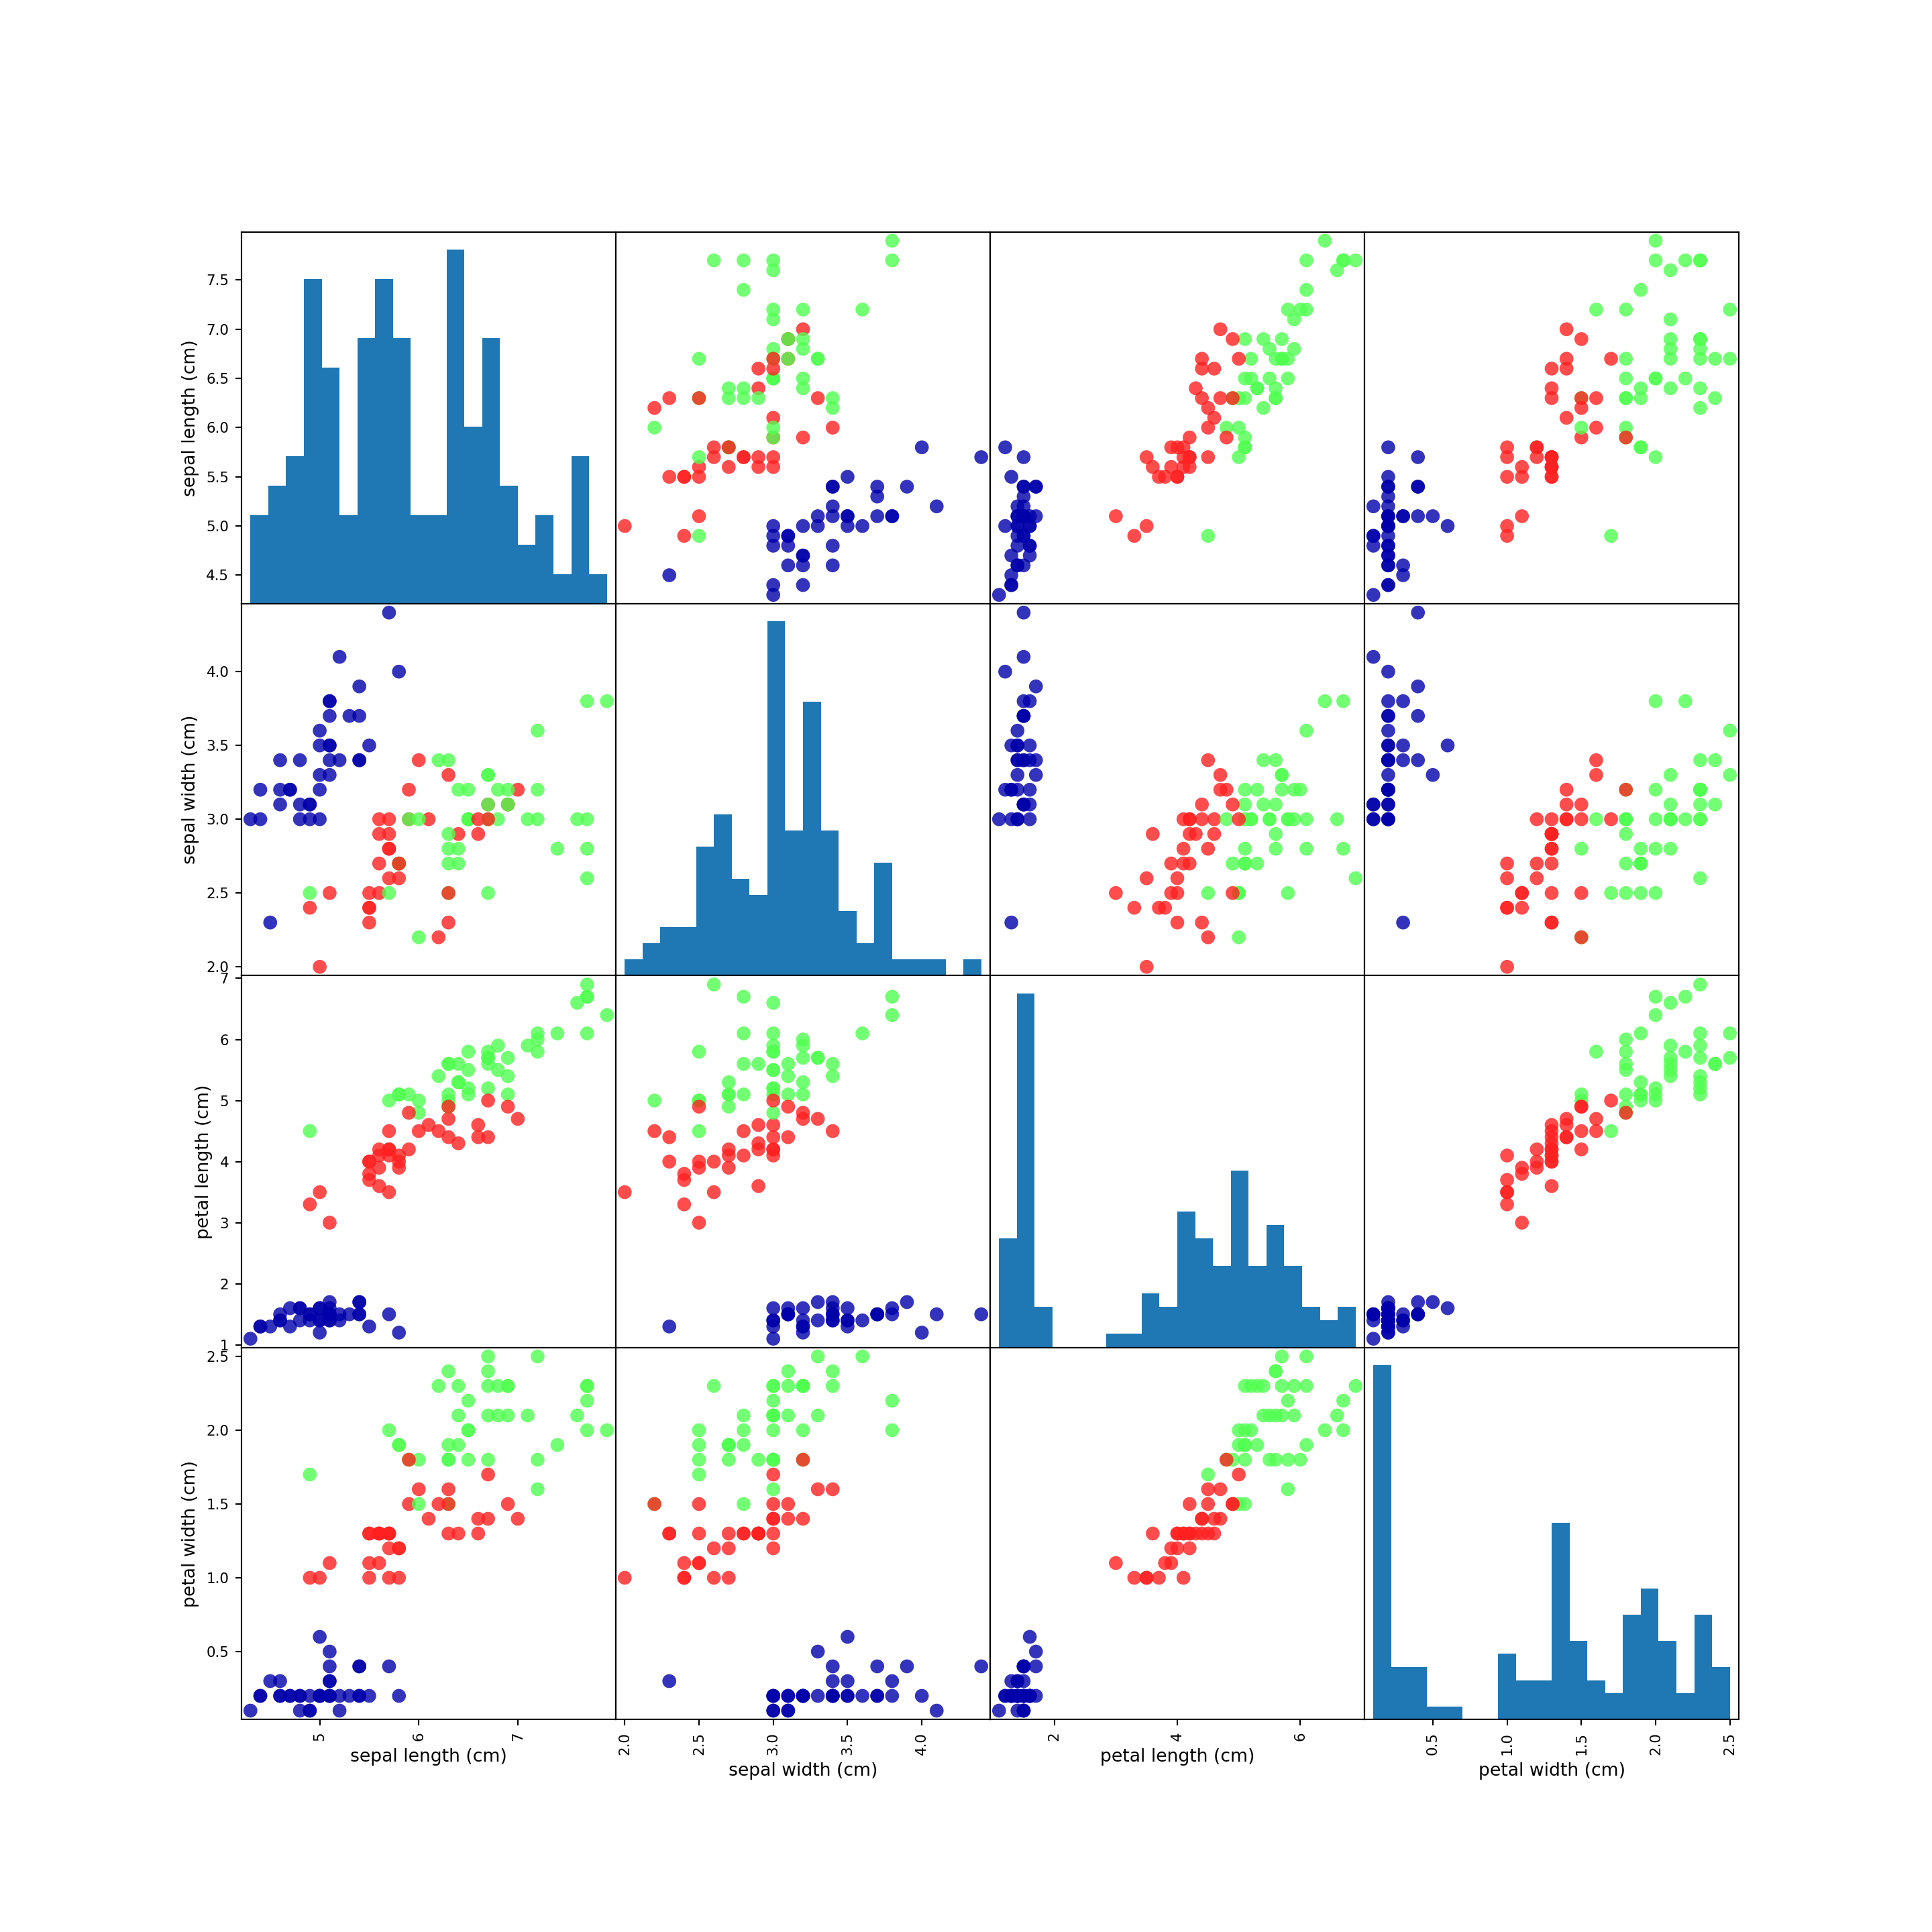 7.5
7.0
6.5
6.0
5.5
5.0
4.5
sepal length (cm)
4.0
3.5
3.0
2.5
2.0
sepal width (cm)
7
6
5
4
3
2
1
petal length (cm)
2.5
2.0
1.5
1.0
0.5
petal width (cm)
5 6 7
sepal length (cm)
2.0 2.5 3.0 3.5 4.0
sepal width (cm)
2 4 6
petal length (cm)
0.5 1.0 1.5 2.0 2.5
petal width (cm)